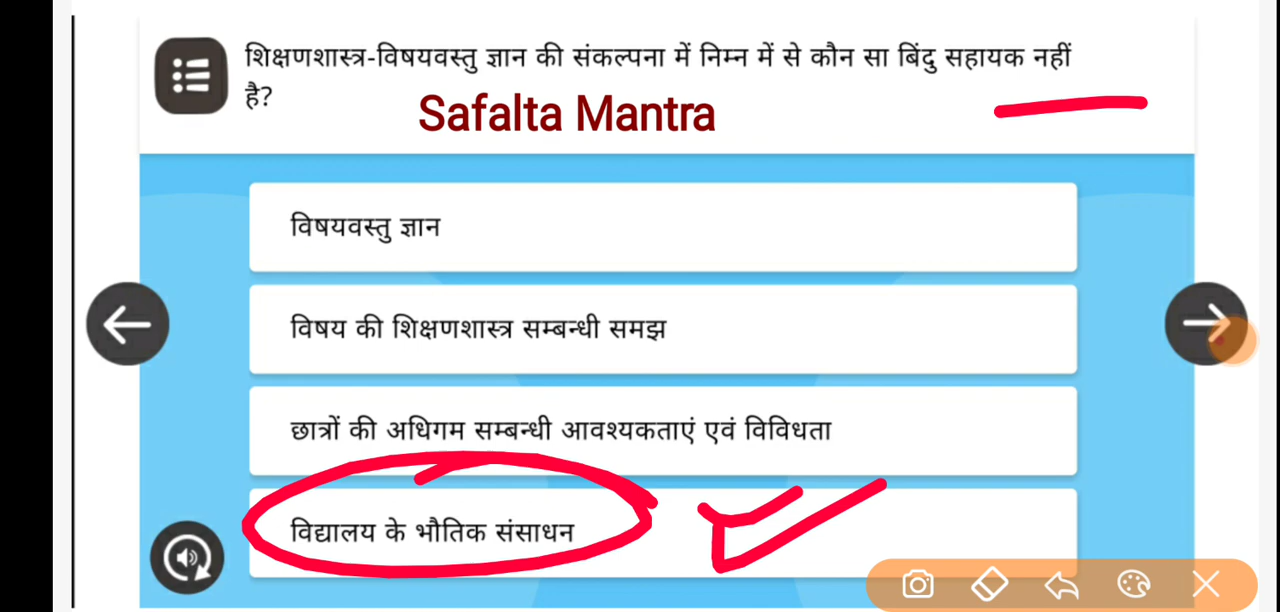 शिक्षणशास्त्र-विषयवस्तु ज्ञान की संकल्पना में निम्न में से कौन सा बिंदु सहायक नहीं
है?
Safalta Mantra
विषयवस्तु ज्ञान
विषय की शिक्षणशास्त्र सम्बन्धी समझ
छात्रों की अधिगम सम्बन्धी आवश्यकताएं एवं विविधता
विद्यालय के भौतिक संसाधन